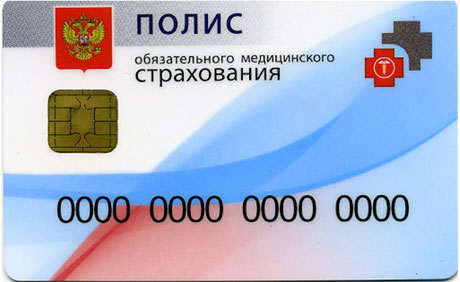 ПОЛИС
обязательного медицинского
страхования
0000 0000 0000 0000